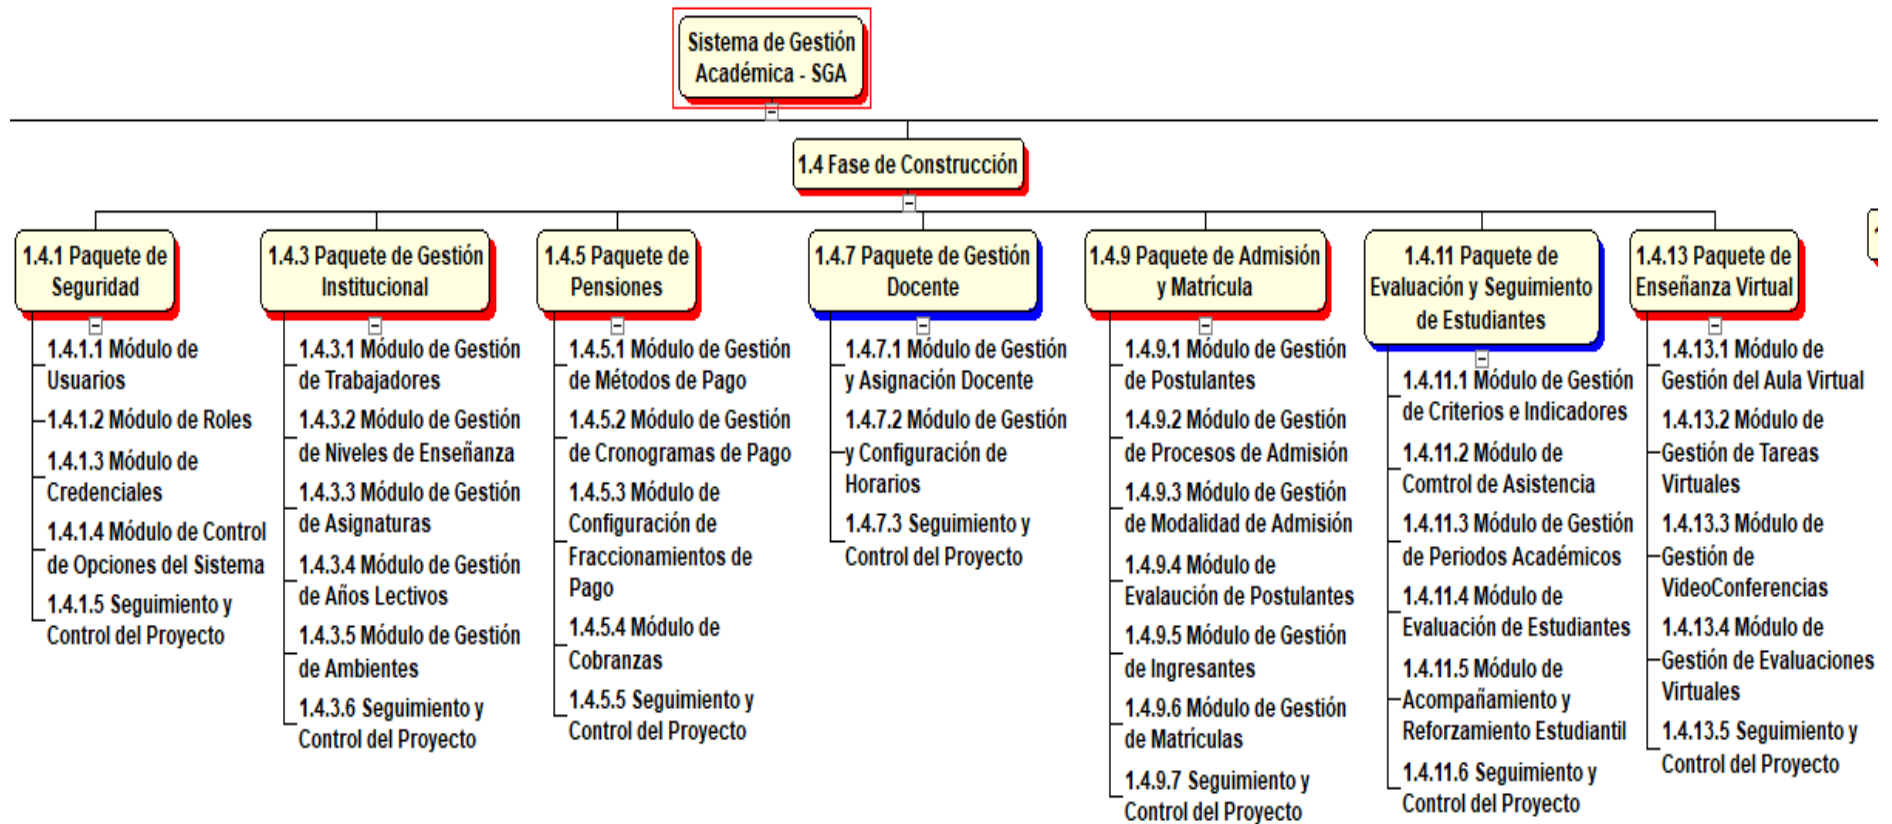 Sistema de Gestión
Académica - SGA
1.4 Fase de Construcción
1.4.1 Paquete de
Seguridad
1.4.1.1 Módulo de
Usuarios
1.4.1.2 Módulo de Roles
1.4.1.3 Módulo de
Credenciales
1.4.1.4 Módulo de Control
de Opciones del Sistema
1.4.1.5 Seguimiento y
Control del Proyecto
1.4.3 Paquete de Gestión
Institucional
1.4.3.1 Módulo de Gestión
de Trabajadores
1.4.3.2 Módulo de Gestión
de Niveles de Enseñanza
1.4.3.3 Módulo de Gestión
de Asignaturas
1.4.3.4 Módulo de Gestión
de Años Lectivos
1.4.3.5 Módulo de Gestión
de Ambientes
1.4.3.6 Seguimiento y
Control del Proyecto
1.4.5 Paquete de
Pensiones
1.4.5.1 Módulo de Gestión
de Métodos de Pago
1.4.5.2 Módulo de Gestión
de Cronogramas de Pago
1.4.5.3 Módulo de
Configuración de
Fraccionamientos de
Pago
1.4.5.4 Módulo de
Cobranzas
1.4.5.5 Seguimiento y
Control del Proyecto
1.4.7 Paquete de Gestión
Docente
1.4.7.1 Módulo de Gestión
y Asignación Docente
1.4.7.2 Módulo de Gestión
y Configuración de
Horarios
1.4.7.3 Seguimiento y
Control del Proyecto
1.4.9 Paquete de Admisión
y Matrícula
1.4.9.1 Módulo de Gestión
de Postulantes
1.4.9.2 Módulo de Gestión
de Procesos de Admisión
1.4.9.3 Módulo de Gestión
de Modalidad de Admisión
1.4.9.4 Módulo de
Evalaución de Postulantes
1.4.9.5 Módulo de Gestión
de Ingresantes
1.4.9.6 Módulo de Gestión
de Matrículas
1.4.9.7 Seguimiento y
Control del Proyecto
1.4.11 Paquete de
Evaluación y Seguimiento
de Estudiantes
1.4.11.1 Módulo de Gestión
de Criterios e Indicadores
1.4.11.2 Módulo de
Comtrol de Asistencia
1.4.11.3 Módulo de Gestión
de Periodos Académicos
1.4.11.4 Módulo de
Evaluación de Estudiantes
1.4.11.5 Módulo de
Acompañamiento y
Reforzamiento Estudiantil
1.4.11.6 Seguimiento y
Control del Proyecto
1.4.13 Paquete de
Enseñanza Virtual
1.4.13.1 Módulo de
Gestión del Aula Virtual
1.4.13.2 Módulo de
Gestión de Tareas
Virtuales
1.4.13.3 Módulo de
Gestión de
VideoConferencias
1.4.13.4 Módulo de
Gestión de Evaluaciones
Virtuales
1.4.13.5 Seguimiento y
Control del Proyecto